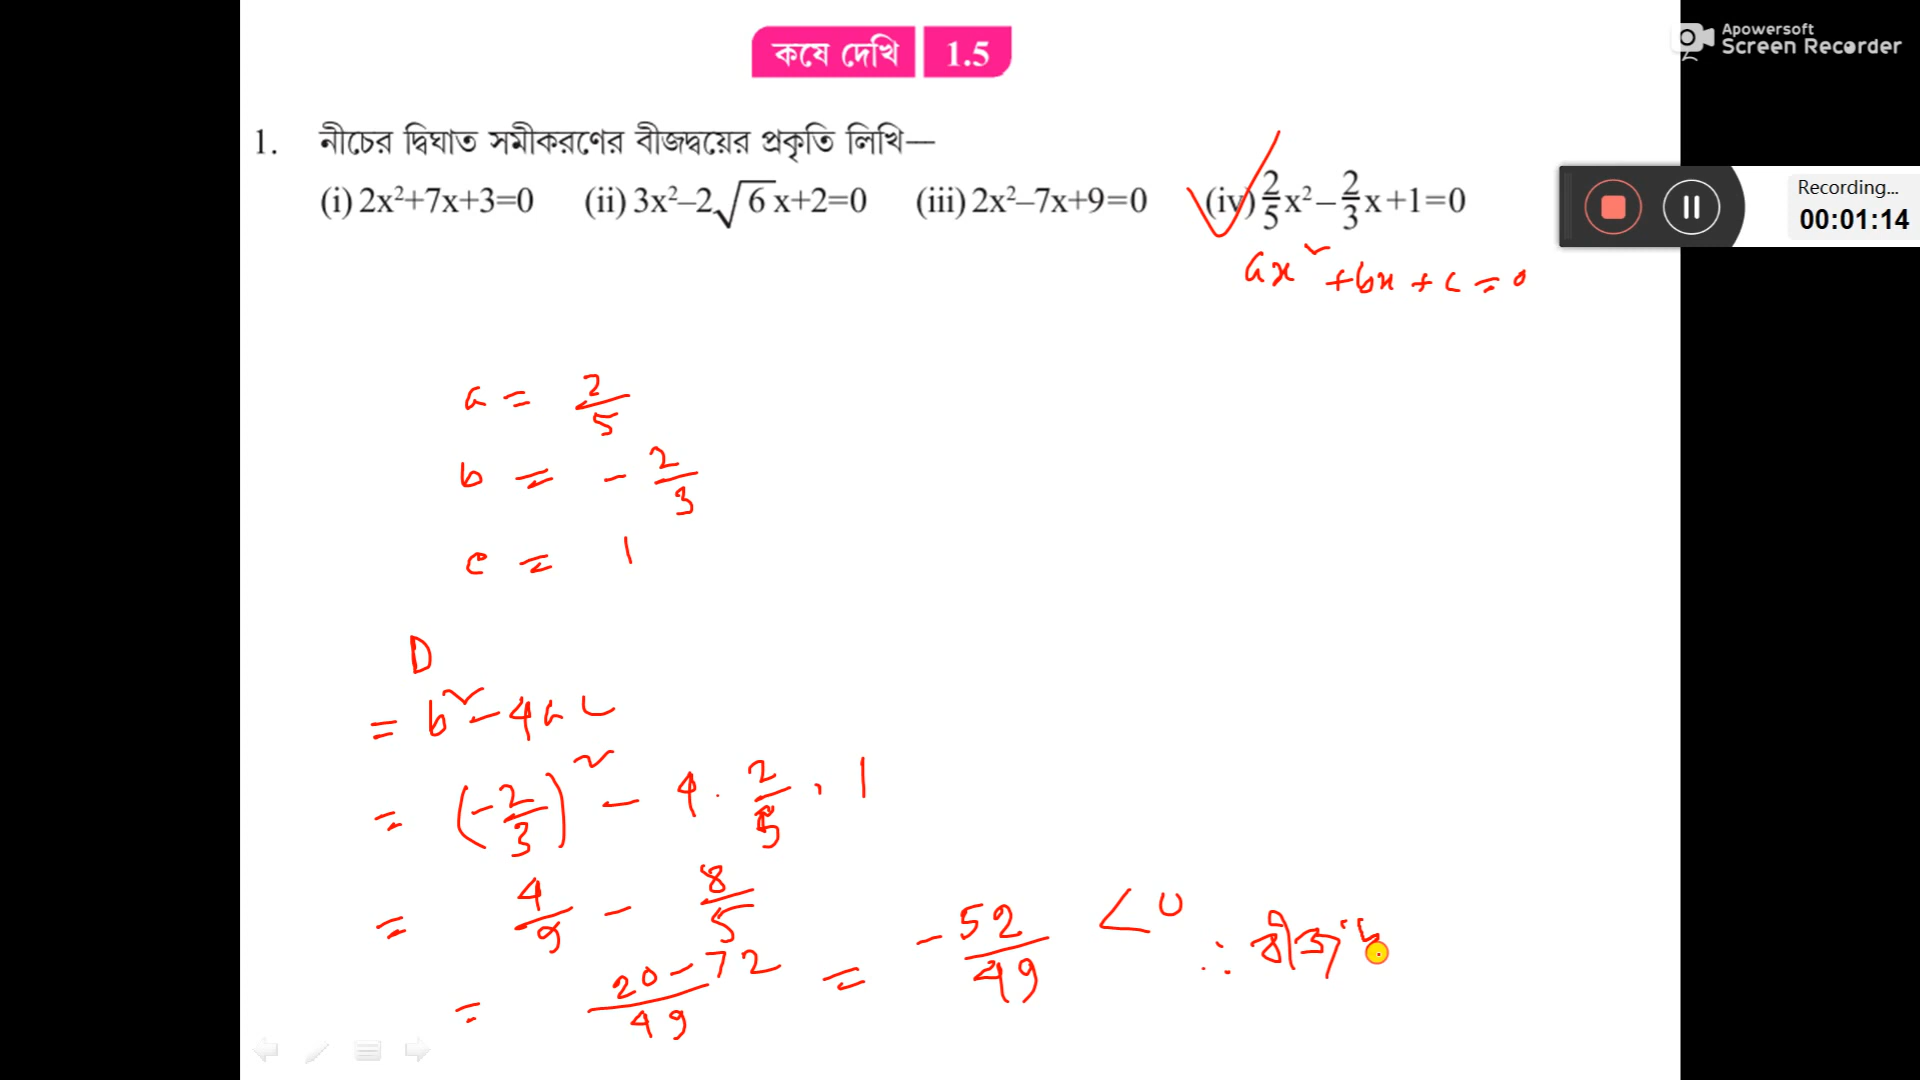 কষে দেখি 1.5
Apowersoft
Screen Recorder
1. নীচের দ্বিঘাত সমীকরণের বীজদ্বয়ের প্রকৃতি লিখি—
(i) 2x²+7x+3=0 (ii) 3x²–2√6x+2=0 (iii) 2x²–7x+9=0 (iv) 2/5x²–2/3x+1=0
Recording...
00:01:14
ax² +bx + c = 0
a = 2/5
b = - 2/3
c = 1
D
= b² - 4ac
= (-2/3)² - 4 . 2/5 . 1
= 4/9 - 8/5
= 20-72/49 = -52/49 < 0 ∴